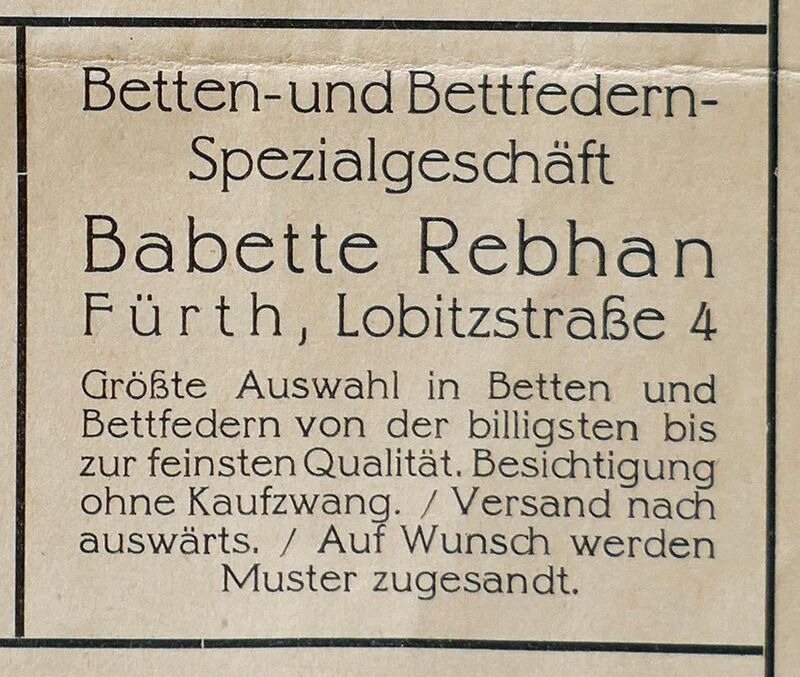 Betten-und Bettfedern-
Spezialgeschäft
Babette Rebhan
Fürth, Lobitzstraße 4
Größte Auswahl in Betten und
Bettfedern von der billigsten bis
zur feinsten Qualität. Besichtigung
ohne Kaufzwang. / Versand nach
auswärts. / Auf Wunsch werden
Muster zugesandt.